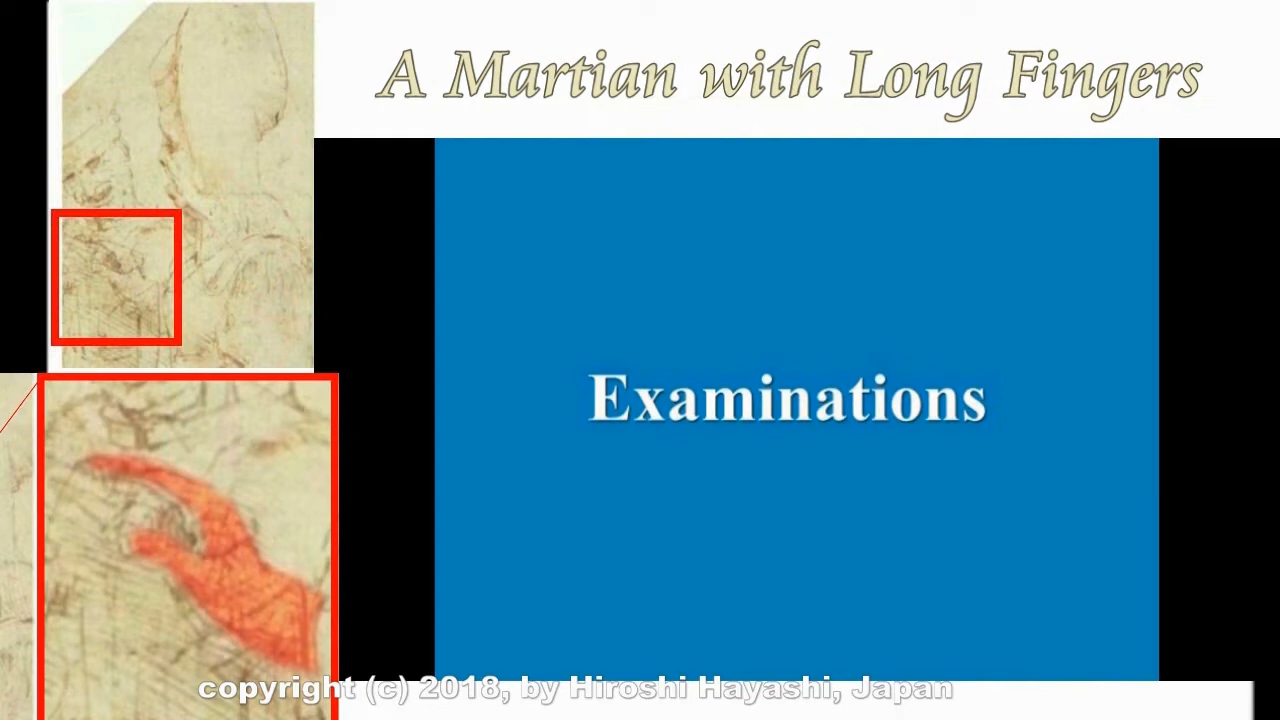 A Martian with Long Fingers
Examinations
copyright (c) 2018, by Hiroshi Hayashi, Japan